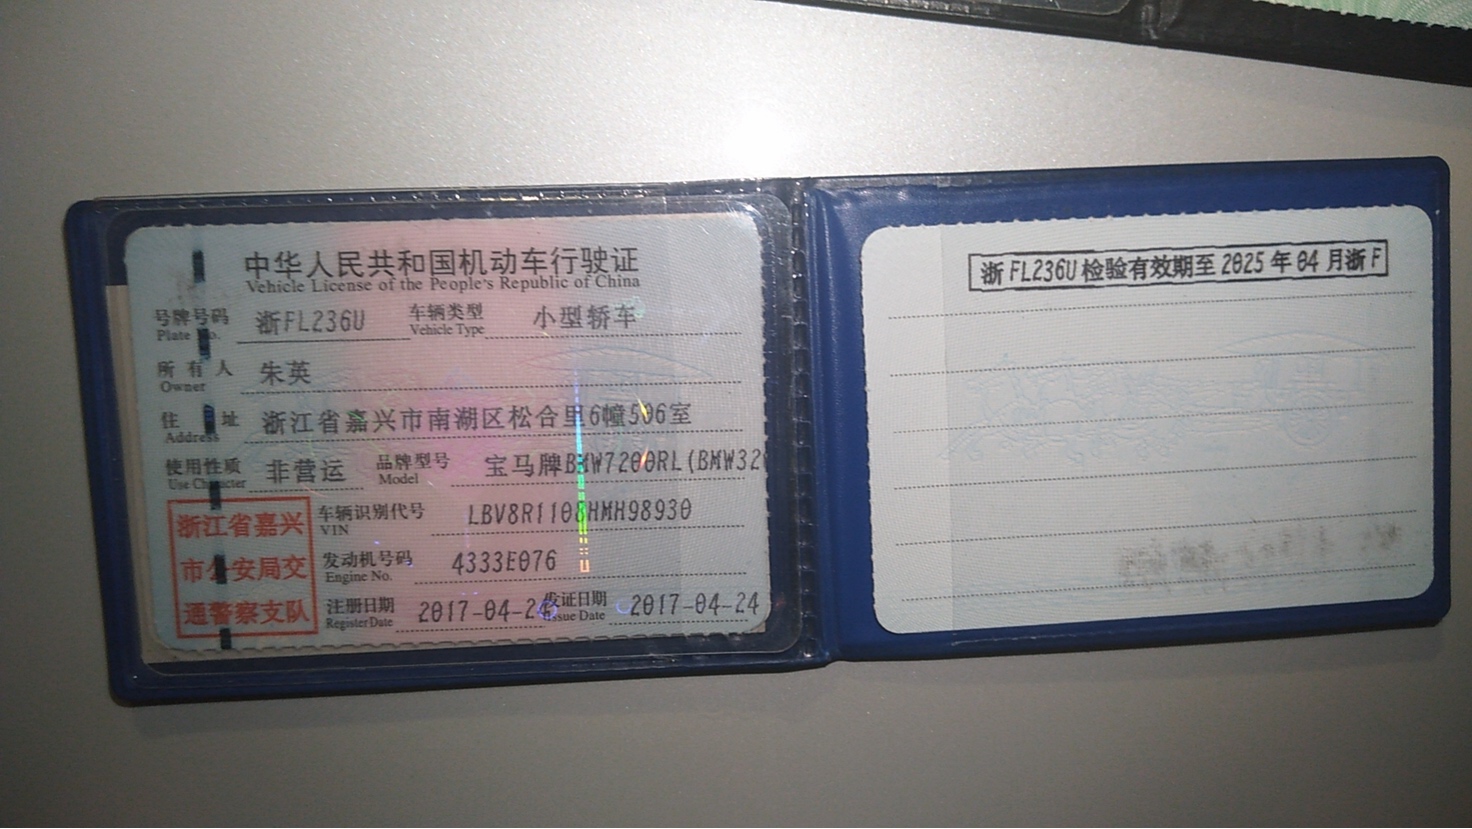 中华人民共和国机动车行驶证
Vehicle License of the People's Republic of China
号牌号码 浙FL236U 车辆类型 小型轿车
Plate No. Vehicle Type
所有人 朱英
Owner
住址 浙江省嘉兴市南湖区松合里6幢506室
Address
使用性质 非营运 品牌型号 宝马牌BMW7200RL(BMW320
Use Character Model
车辆识别代号 LBV8R1108HMH98930
VIN
发动机号码 4333E076
Engine No.
注册日期 2017-04-24 发证日期 2017-04-24
Register Date Issue Date
浙江省嘉兴
市公安局交
通警察支队
浙FL236U检验有效期至2025年04月浙F